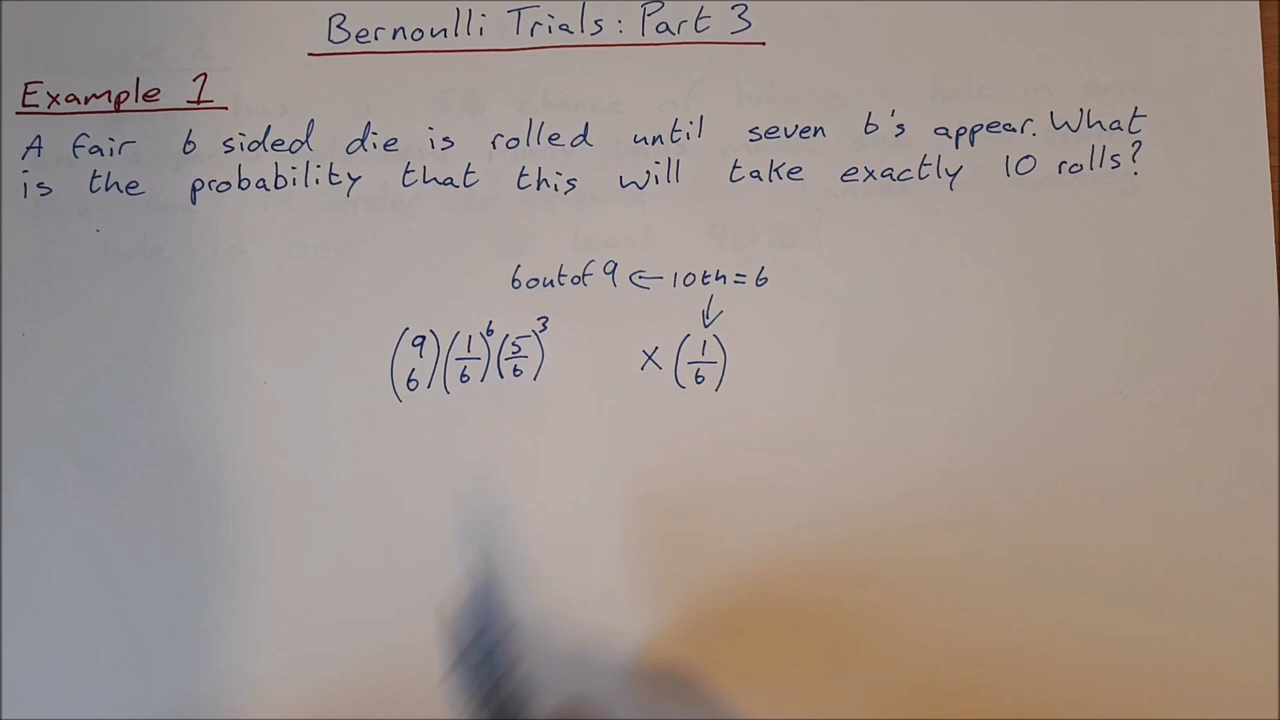 Bernoulli Trials: Part 3
Example 1
A fair 6 sided die is rolled until seven 6's appear. What
is the probability that this will take exactly 10 rolls?
6 out of 9 ← 10th = 6
↓
(9 6)(1/6)^6(5/6)^3 × (1/6)